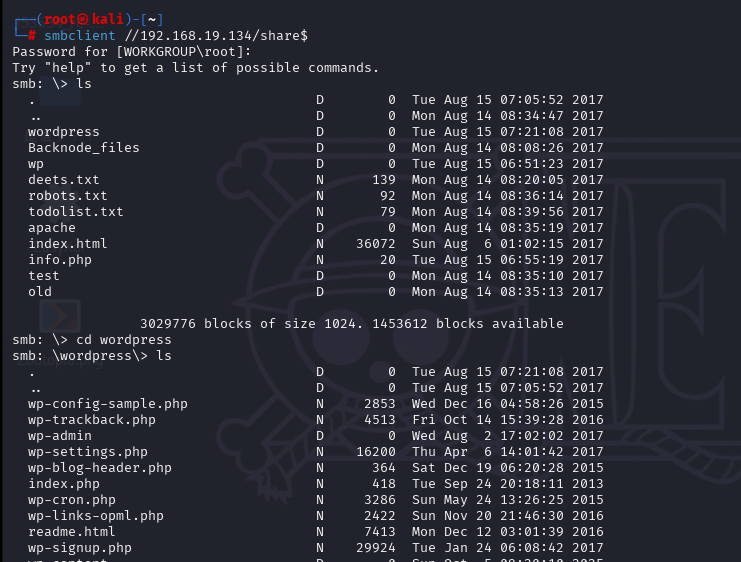 ┌──(root㉿kali)-[~]
└─# smbclient //192.168.19.134/share$
Password for [WORKGROUP\root]:
Try "help" to get a list of possible commands.
smb: \> ls
  .                                   D        0  Tue Aug 15 07:05:52 2017
  ..                                  D        0  Mon Aug 14 08:34:47 2017
  wordpress                           D        0  Tue Aug 15 07:21:08 2017
  Backnode_files                      D        0  Mon Aug 14 08:08:26 2017
  wp                                  D        0  Tue Aug 15 06:51:23 2017
  deets.txt                           N      139  Mon Aug 14 08:20:05 2017
  robots.txt                          N       92  Mon Aug 14 08:36:14 2017
  todolist.txt                        N       79  Mon Aug 14 08:39:56 2017
  apache                              D        0  Mon Aug 14 08:35:19 2017
  index.html                          N    36072  Sun Aug  6 01:02:15 2017
  info.php                            N       20  Tue Aug 15 06:55:19 2017
  test                                D        0  Mon Aug 14 08:35:10 2017
  old                                 D        0  Mon Aug 14 08:35:13 2017
                3029776 blocks of size 1024. 1453612 blocks available
smb: \> cd wordpress
smb: \wordpress\> ls
  .                                   D        0  Tue Aug 15 07:21:08 2017
  ..                                  D        0  Tue Aug 15 07:05:52 2017
  wp-config-sample.php                N     2853  Wed Dec 16 04:58:26 2015
  wp-trackback.php                    N     4513  Fri Oct 14 15:39:28 2016
  wp-admin                            D        0  Wed Aug  2 17:02:02 2017
  wp-settings.php                     N    16200  Thu Apr  6 14:01:42 2017
  wp-blog-header.php                  N      364  Sat Dec 19 06:20:28 2015
  index.php                           N      418  Tue Sep 24 20:18:11 2013
  wp-cron.php                         N     3286  Sun May 24 13:26:25 2015
  wp-links-opml.php                   N     2422  Sun Nov 20 21:46:30 2016
  readme.html                         N     7413  Mon Dec 12 03:01:39 2016
  wp-signup.php                       N    29924  Tue Jan 24 06:08:42 2017